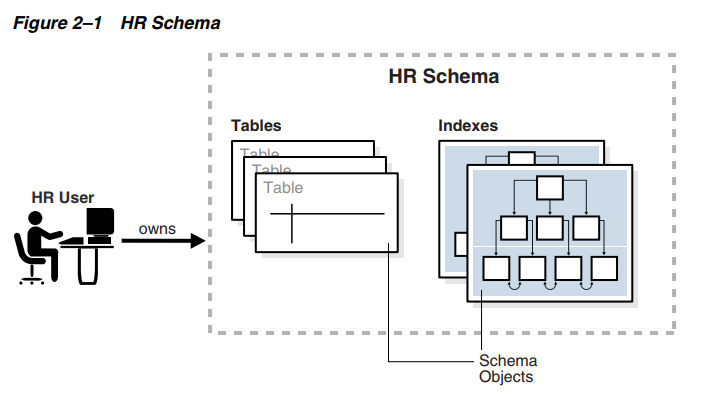 Figure 2–1 HR Schema
HR Schema
Tables
Indexes
Table
Table
Table
HR User
owns
Schema
Objects